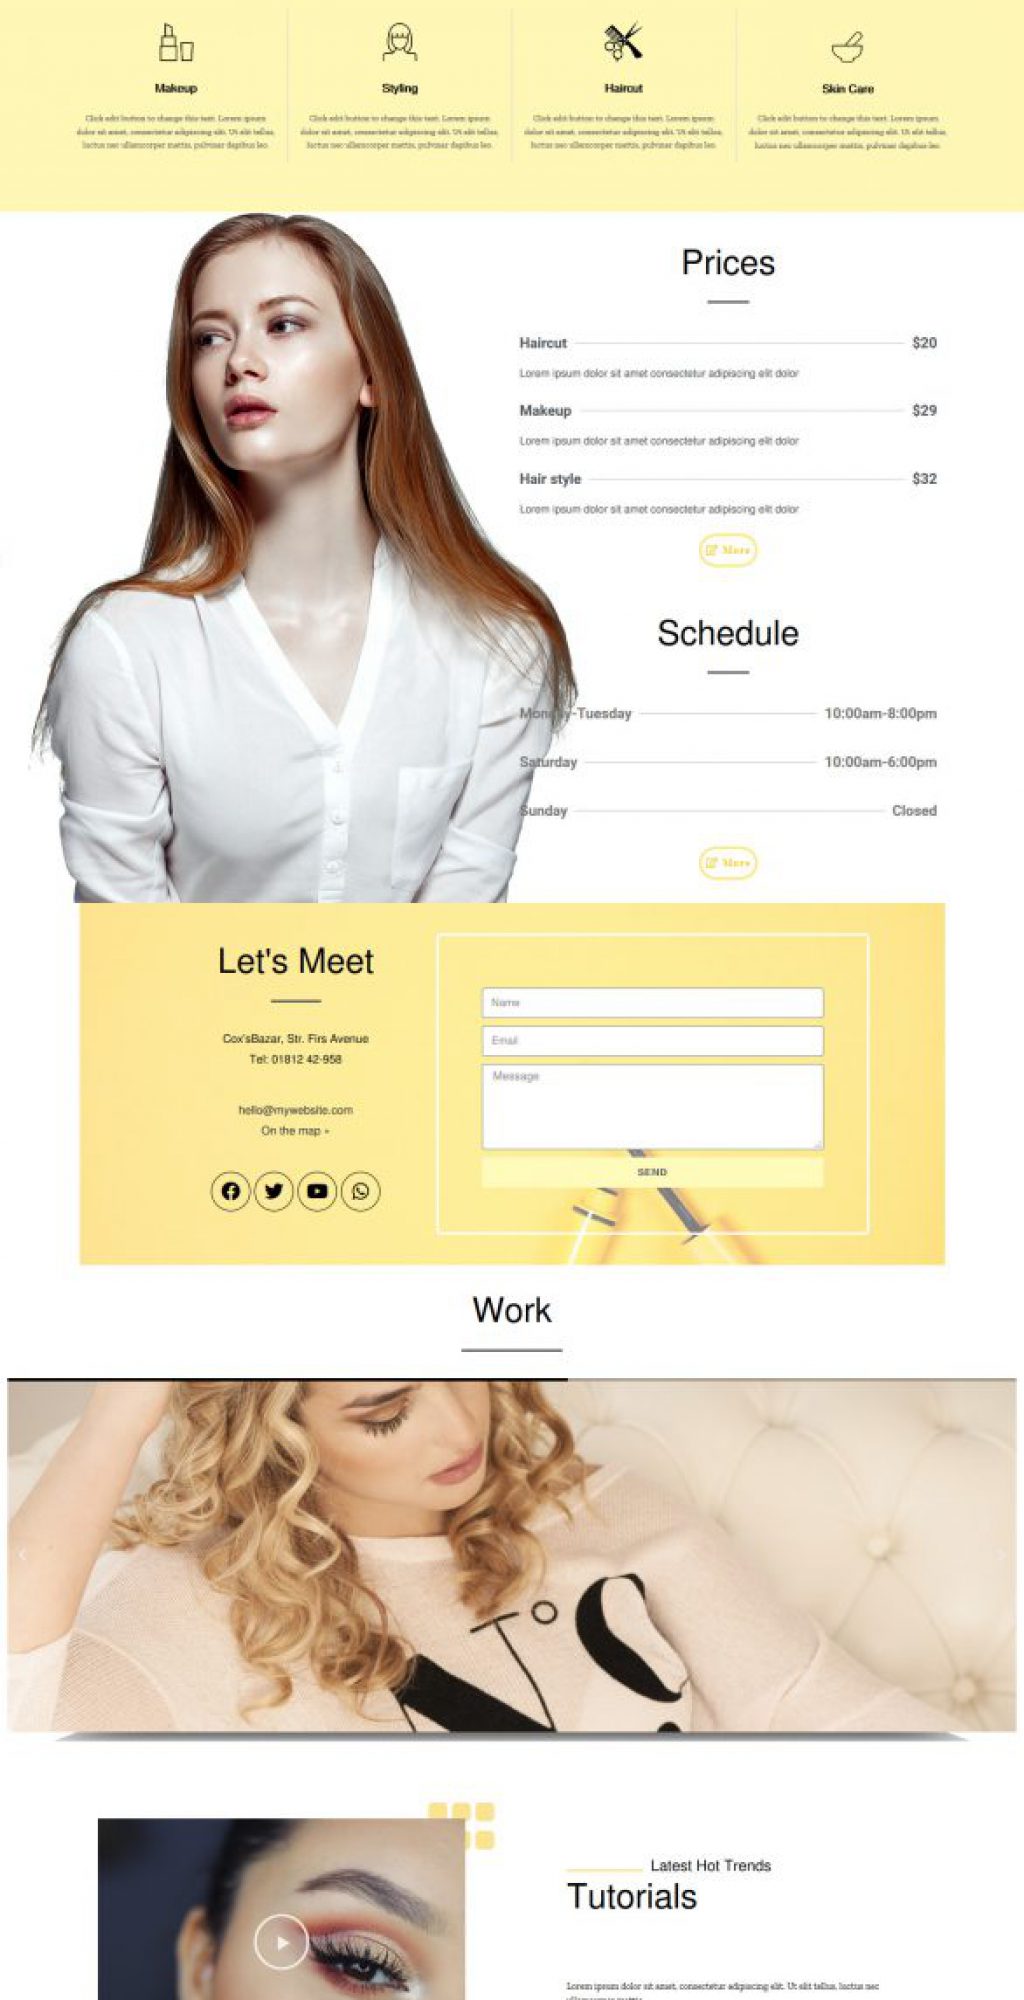 Makeup
Click edit button to change this text. Lorem ipsum
dolor sit amet, consectetur adipiscing elit. Ut elit tellus,
luctus nec ullamcorper mattis, pulvinar dapibus leo.
Styling
Click edit button to change this text. Lorem ipsum
dolor sit amet, consectetur adipiscing elit. Ut elit tellus,
luctus nec ullamcorper mattis, pulvinar dapibus leo.
Haircut
Click edit button to change this text. Lorem ipsum
dolor sit amet, consectetur adipiscing elit. Ut elit tellus,
luctus nec ullamcorper mattis, pulvinar dapibus leo.
Skin Care
Click edit button to change this text. Lorem ipsum
dolor sit amet, consectetur adipiscing elit. Ut elit tellus,
luctus nec ullamcorper mattis, pulvinar dapibus leo.
Prices
Haircut $20
Lorem ipsum dolor sit amet consectetur adipiscing elit dolor
Makeup $29
Lorem ipsum dolor sit amet consectetur adipiscing elit dolor
Hair style $32
Lorem ipsum dolor sit amet consectetur adipiscing elit dolor
More
Schedule
Monday-Tuesday 10:00am-8:00pm
Saturday 10:00am-6:00pm
Sunday Closed
More
Let's Meet
Cox'sBazar, Str. Firs Avenue
Tel: 01812 42-958
hello@mywebsite.com
On the map »
Name
Email
Message
SEND
Work
N°
Latest Hot Trends
Tutorials
Lorem ipsum dolor sit amet, consectetur adipiscing elit. Ut elit tellus, luctus nec
ullamcorper mattis